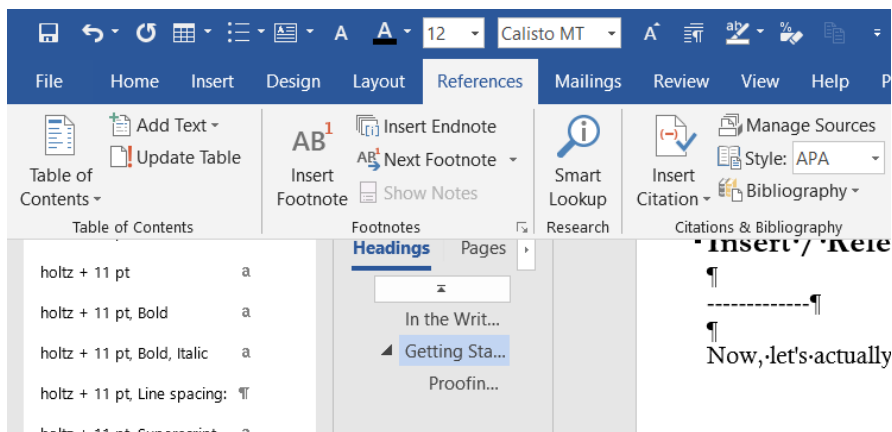 12 Calisto MT
File Home Insert Design Layout References Mailings Review View Help
Table of Contents
Add Text
Update Table
Table of Contents
AB1
Insert Footnote
Insert Endnote
Next Footnote
Show Notes
Footnotes
Smart Lookup
Research
Insert Citation
Manage Sources
Style: APA
Bibliography
Citations & Bibliography
holtz + 11 pt a
holtz + 11 pt, Bold a
holtz + 11 pt, Bold, Italic a
holtz + 11 pt, Line spacing: ¶
Headings Pages
In the Writ...
Getting Sta...
Proofin...
Insert·/·Refe
¶
-------------¶
¶
Now,·let's·actually